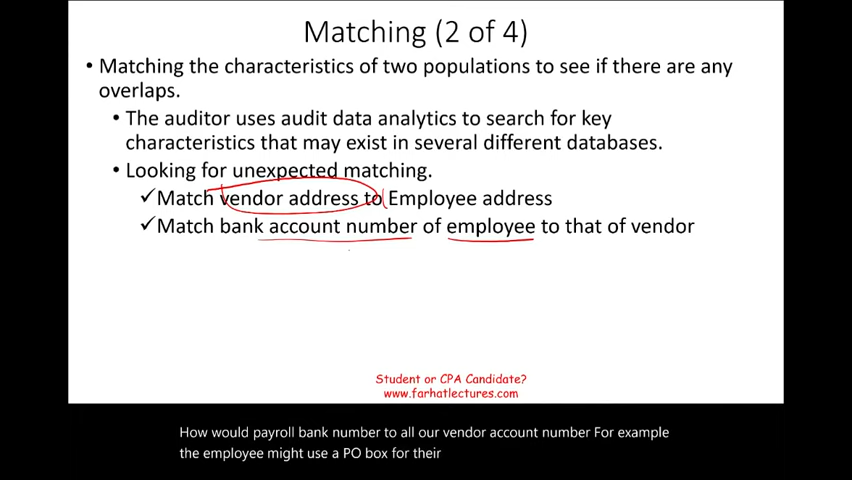 Matching (2 of 4)
• Matching the characteristics of two populations to see if there are any
overlaps.
• The auditor uses audit data analytics to search for key
characteristics that may exist in several different databases.
• Looking for unexpected matching.
✓Match vendor address to Employee address
✓Match bank account number of employee to that of vendor
Student or CPA Candidate?
www.farhatlectures.com
How would payroll bank number to all our vendor account number For example
the employee might use a PO box for their